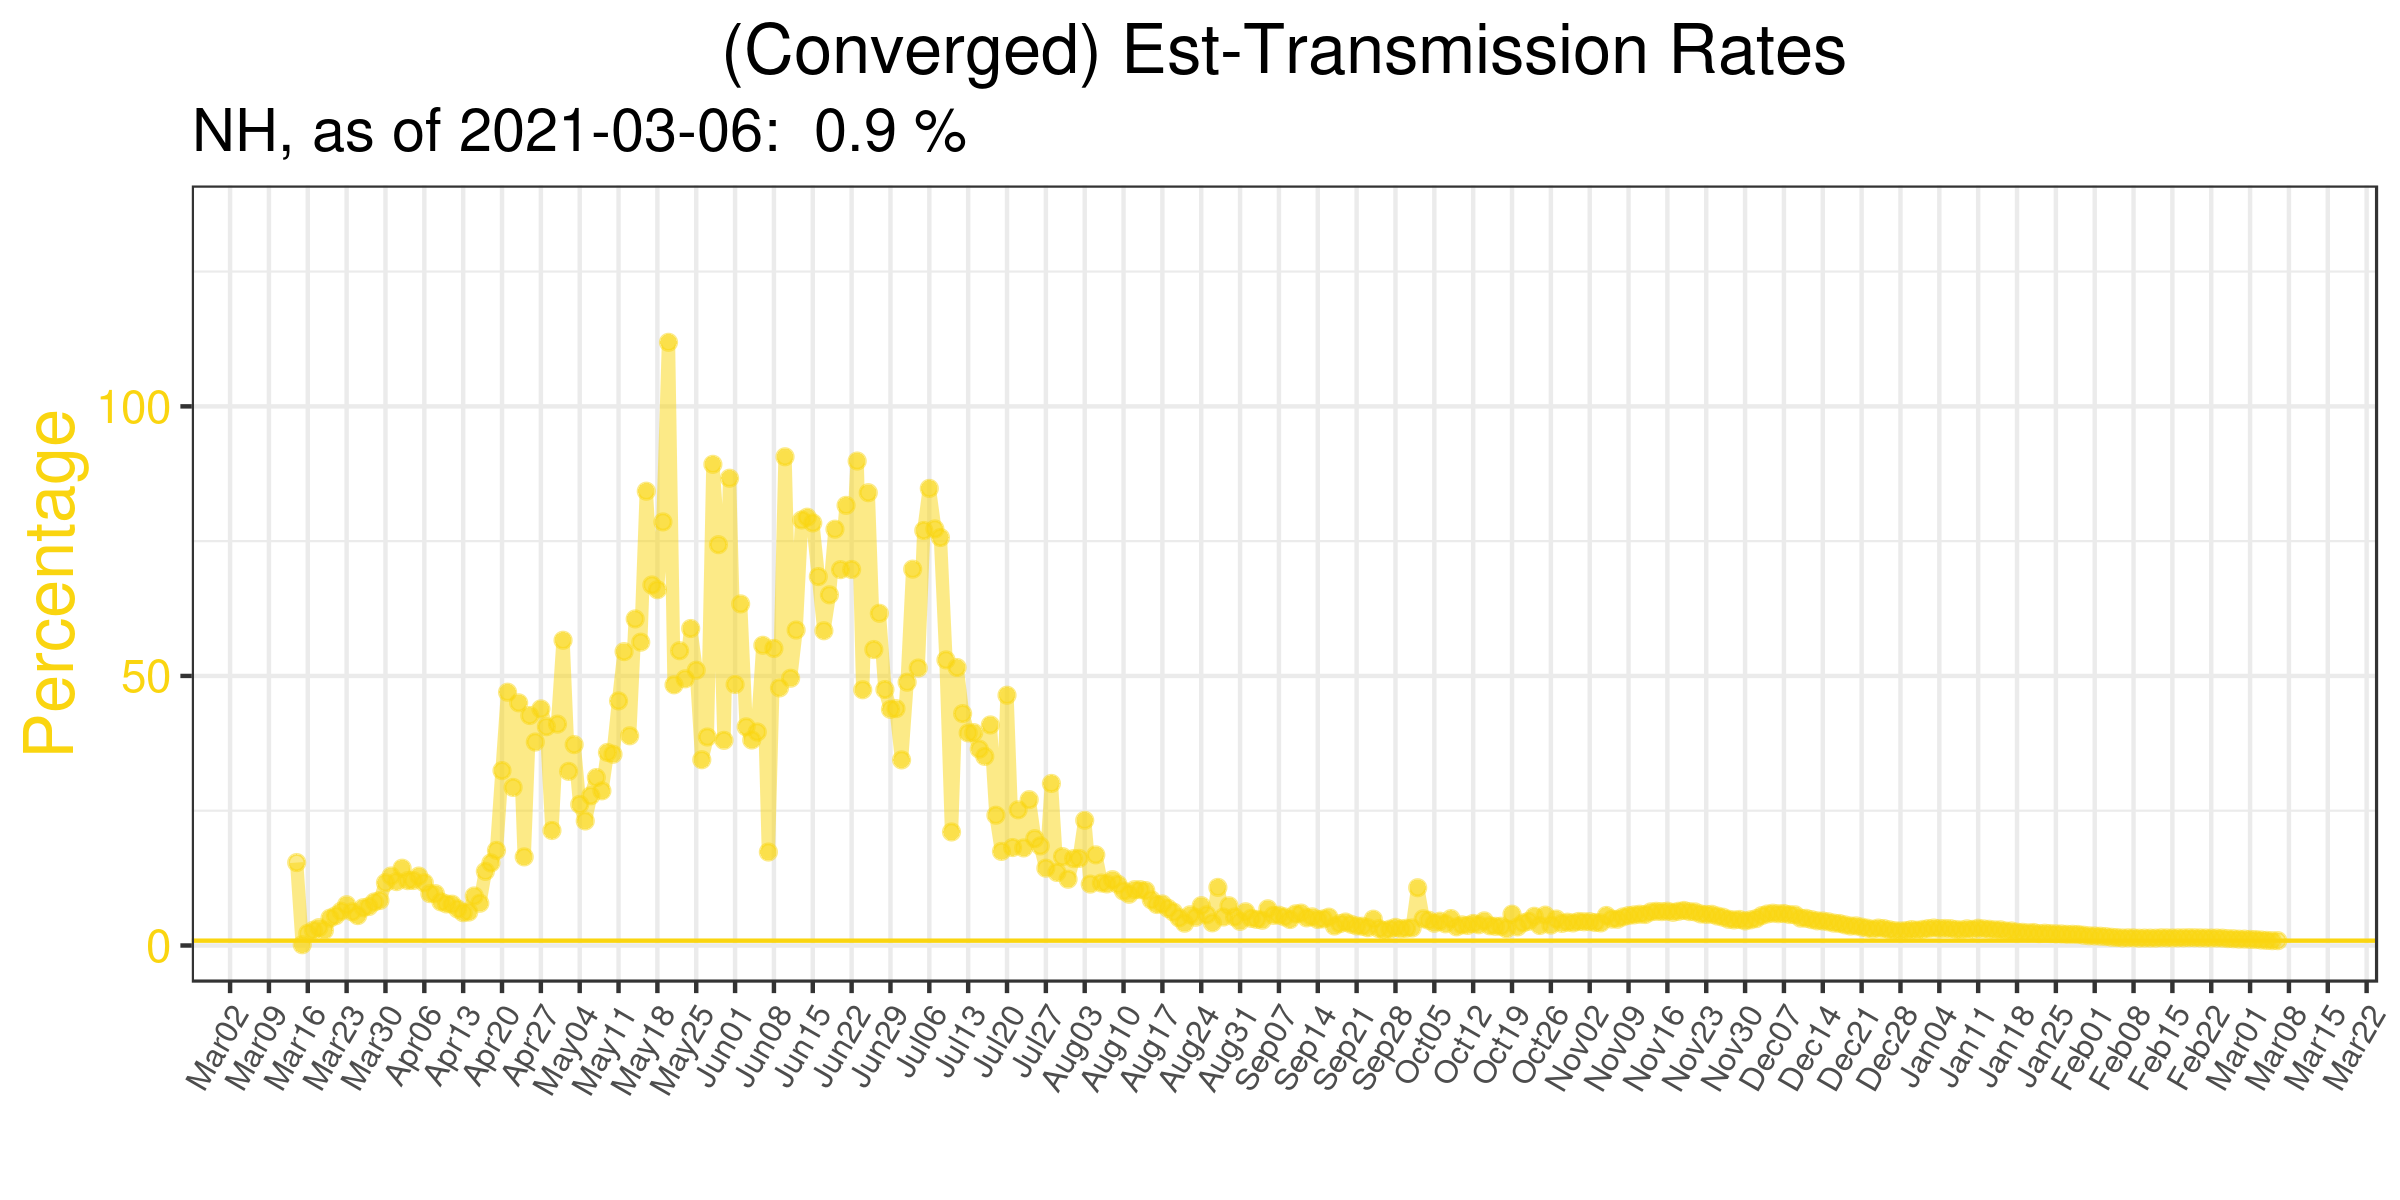 (Converged) Est-Transmission Rates
NH, as of 2021-03-06:  0.9 %
Percentage
100
50
0
Mar02
Mar09
Mar16
Mar23
Mar30
Apr06
Apr13
Apr20
Apr27
May04
May11
May18
May25
Jun01
Jun08
Jun15
Jun22
Jun29
Jul06
Jul13
Jul20
Jul27
Aug03
Aug10
Aug17
Aug24
Aug31
Sep07
Sep14
Sep21
Sep28
Oct05
Oct12
Oct19
Oct26
Nov02
Nov09
Nov16
Nov23
Nov30
Dec07
Dec14
Dec21
Dec28
Jan04
Jan11
Jan18
Jan25
Feb01
Feb08
Feb15
Feb22
Mar01
Mar08
Mar15
Mar22